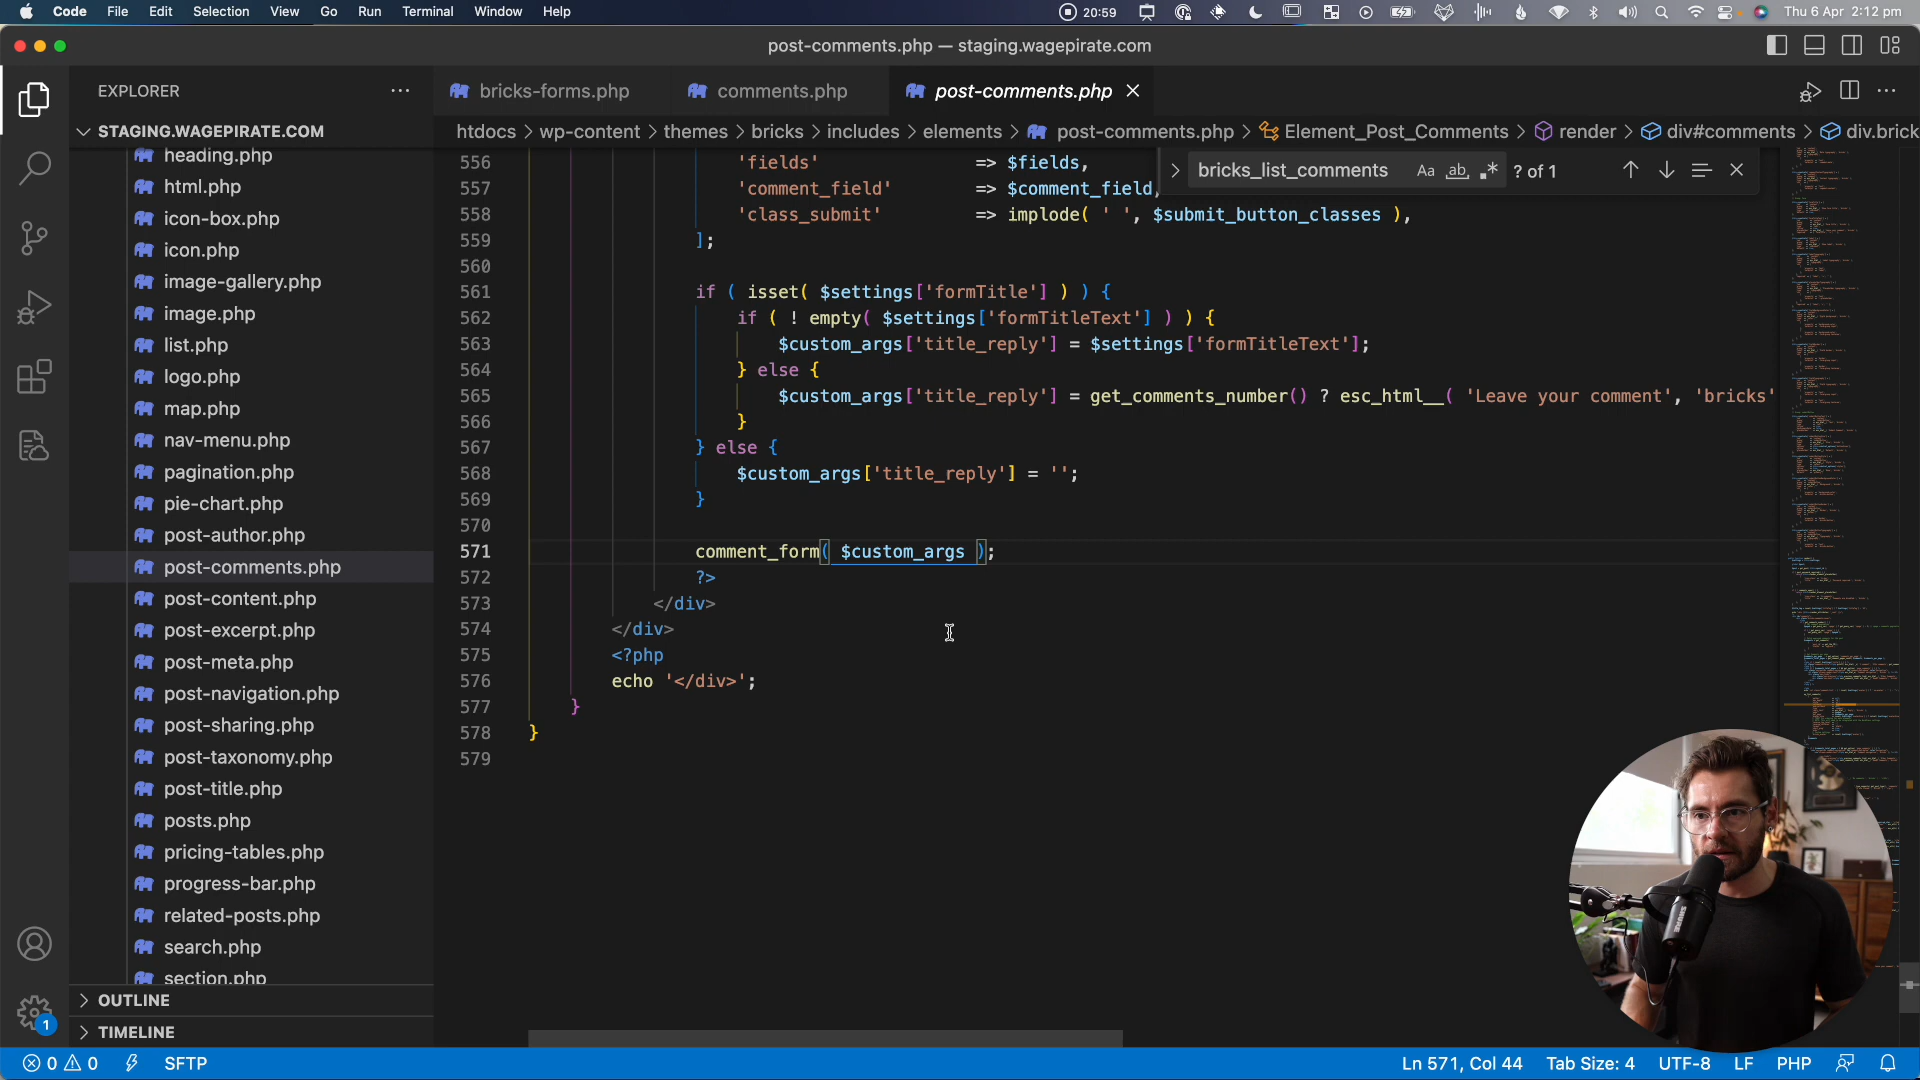 Code File Edit Selection View Go Run Terminal Window Help 20:59 Thu 6 Apr 2:12 pm
post-comments.php — staging.wagepirate.com
EXPLORER
bricks-forms.php
comments.php
post-comments.php
STAGING.WAGEPIRATE.COM
htdocs > wp-content > themes > bricks > includes > elements > post-comments.php > Element_Post_Comments > render > div#comments > div.brick
bricks_list_comments Aa ab ? of 1
heading.php
html.php
icon-box.php
icon.php
image-gallery.php
image.php
list.php
logo.php
map.php
nav-menu.php
pagination.php
pie-chart.php
post-author.php
post-comments.php
post-content.php
post-excerpt.php
post-meta.php
post-navigation.php
post-sharing.php
post-taxonomy.php
post-title.php
posts.php
pricing-tables.php
progress-bar.php
related-posts.php
search.php
section.php
OUTLINE
TIMELINE
556 'fields' => $fields,
557 'comment_field' => $comment_field,
558 'class_submit' => implode( ' ', $submit_button_classes ),
559 ];
560
561 if ( isset( $settings['formTitle'] ) ) {
562 if ( ! empty( $settings['formTitleText'] ) ) {
563 $custom_args['title_reply'] = $settings['formTitleText'];
564 } else {
565 $custom_args['title_reply'] = get_comments_number() ? esc_html__( 'Leave your comment', 'bricks'
566 }
567 } else {
568 $custom_args['title_reply'] = '';
569 }
570
571 comment_form( $custom_args );
572 ?>
573 </div>
574 </div>
575 <?php
576 echo '</div>';
577 }
578 }
579
1
0 0 SFTP Ln 571, Col 44 Tab Size: 4 UTF-8 LF PHP